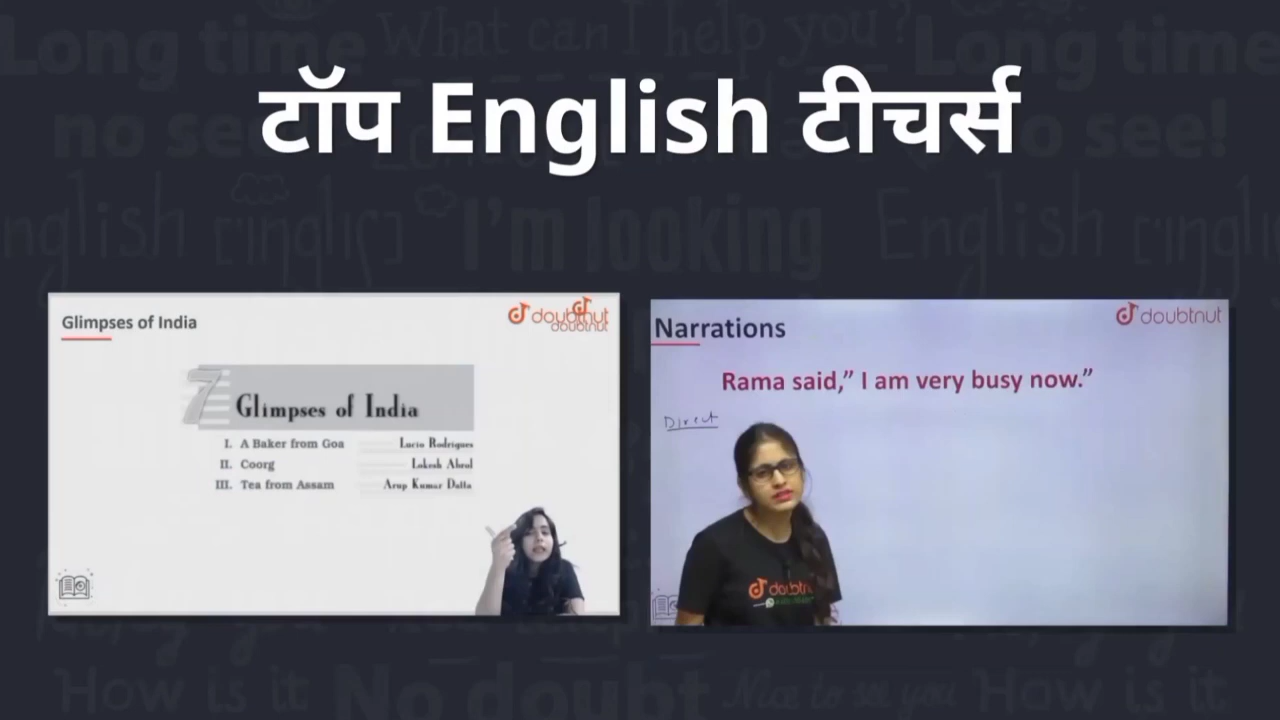 Long time
What can I help you?
Long time
no see
o see!
टॉप English टीचर्स
English
I'm looking
English
Glimpses of India
doubtnut
doubtnut
7
Glimpses of India
I. A Baker from Goa Lucio Rodrigues
II. Coorg Lokesh Abrol
III. Tea from Assam Arup Kumar Datta
Narrations
doubtnut
Rama said,” I am very busy now.”
Direct
doubtn
How is it
No doubt
Nice to see you
How is it